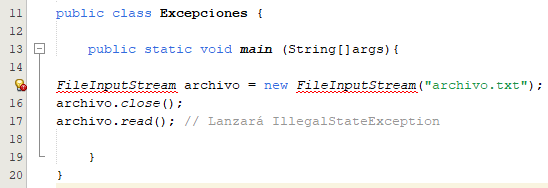 11 public class Excepciones {
12
13 public static void main (String[]args){
14
FileInputStream archivo = new FileInputStream("archivo.txt");
16 archivo.close();
17 archivo.read(); // Lanzará IllegalStateException
18
19 }
20 }